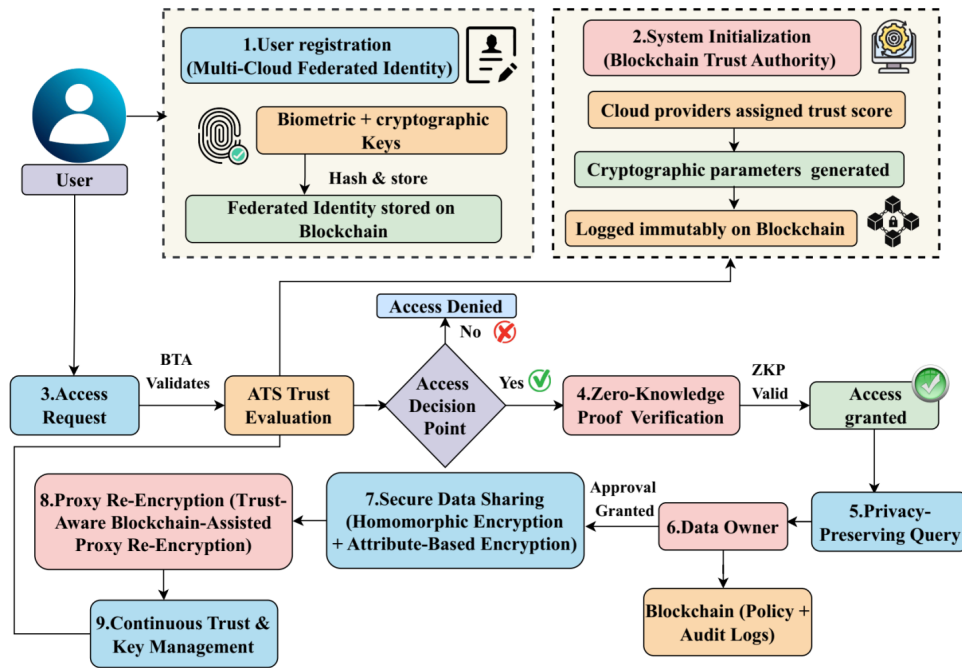 1.User registration
(Multi-Cloud Federated Identity)
Biometric + cryptographic
Keys
Hash & store
Federated Identity stored on
Blockchain
2.System Initialization
(Blockchain Trust Authority)
Cloud providers assigned trust score
Cryptographic parameters generated
Logged immutably on Blockchain
User
Access Denied
No
BTA
Validates
3.Access
Request
ATS Trust
Evaluation
Access
Decision
Point
Yes
4.Zero-Knowledge
Proof Verification
ZKP
Valid
Access
granted
8.Proxy Re-Encryption (Trust-
Aware Blockchain-Assisted
Proxy Re-Encryption)
7.Secure Data Sharing
(Homomorphic Encryption
+ Attribute-Based Encryption)
Approval
Granted
6.Data Owner
5.Privacy-
Preserving Query
9.Continuous Trust &
Key Management
Blockchain (Policy +
Audit Logs)